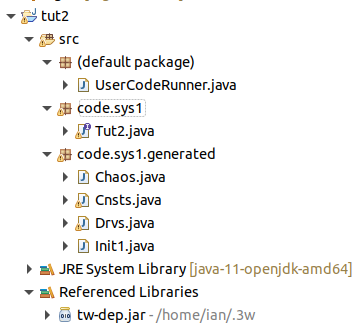 tut2
src
(default package)
UserCodeRunner.java
code.sys1
Tut2.java
code.sys1.generated
Chaos.java
Cnsts.java
Drvs.java
Init1.java
JRE System Library [java-11-openjdk-amd64]
Referenced Libraries
tw-dep.jar - /home/ian/.3w